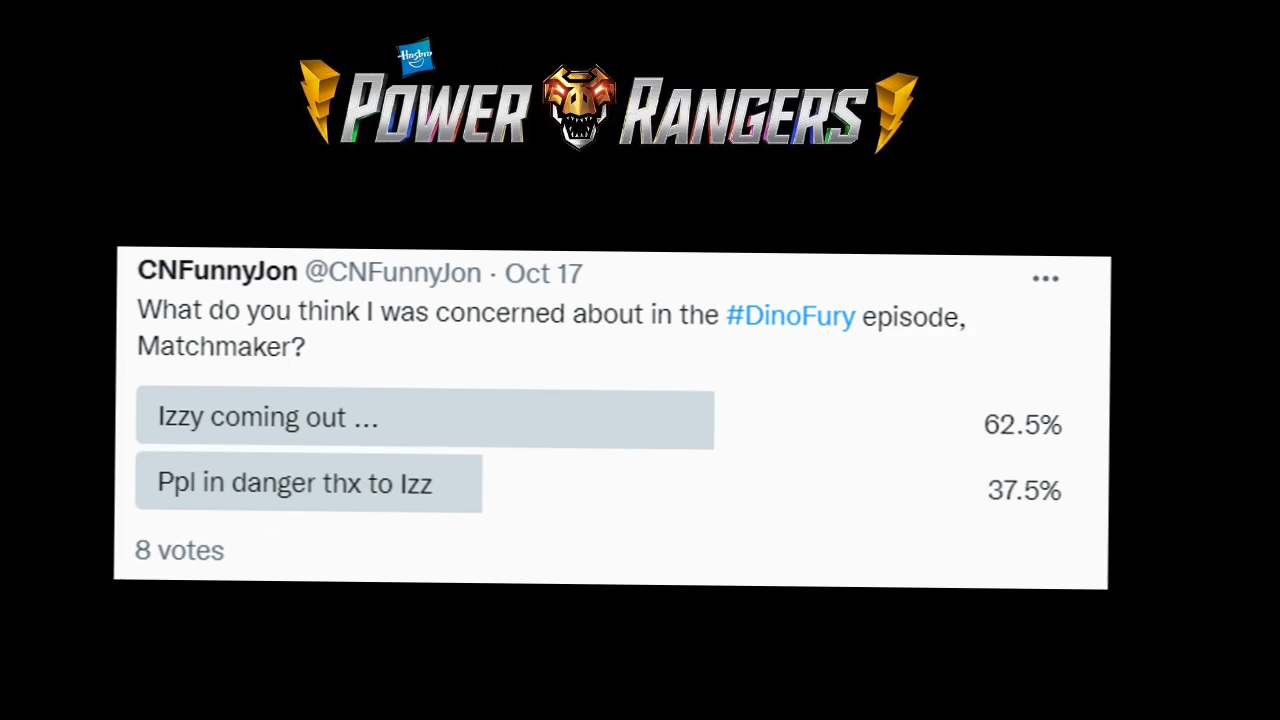 Hasbro
POWER RANGERS
CNFunnyJon @CNFunnyJon · Oct 17
What do you think I was concerned about in the #DinoFury episode,
Matchmaker?
Izzy coming out ... 62.5%
Ppl in danger thx to Izz 37.5%
8 votes